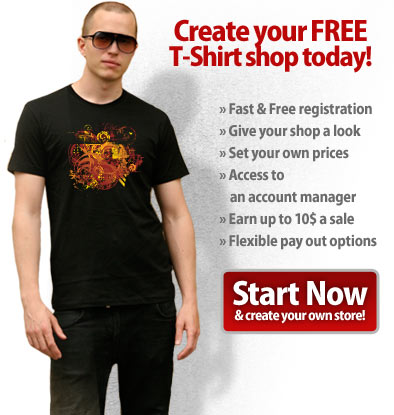 Create your FREE
T-Shirt shop today!
» Fast & Free registration
» Give your shop a look
» Set your own prices
» Access to
an account manager
» Earn up to 10$ a sale
» Flexible pay out options
Start Now
& create your own store!